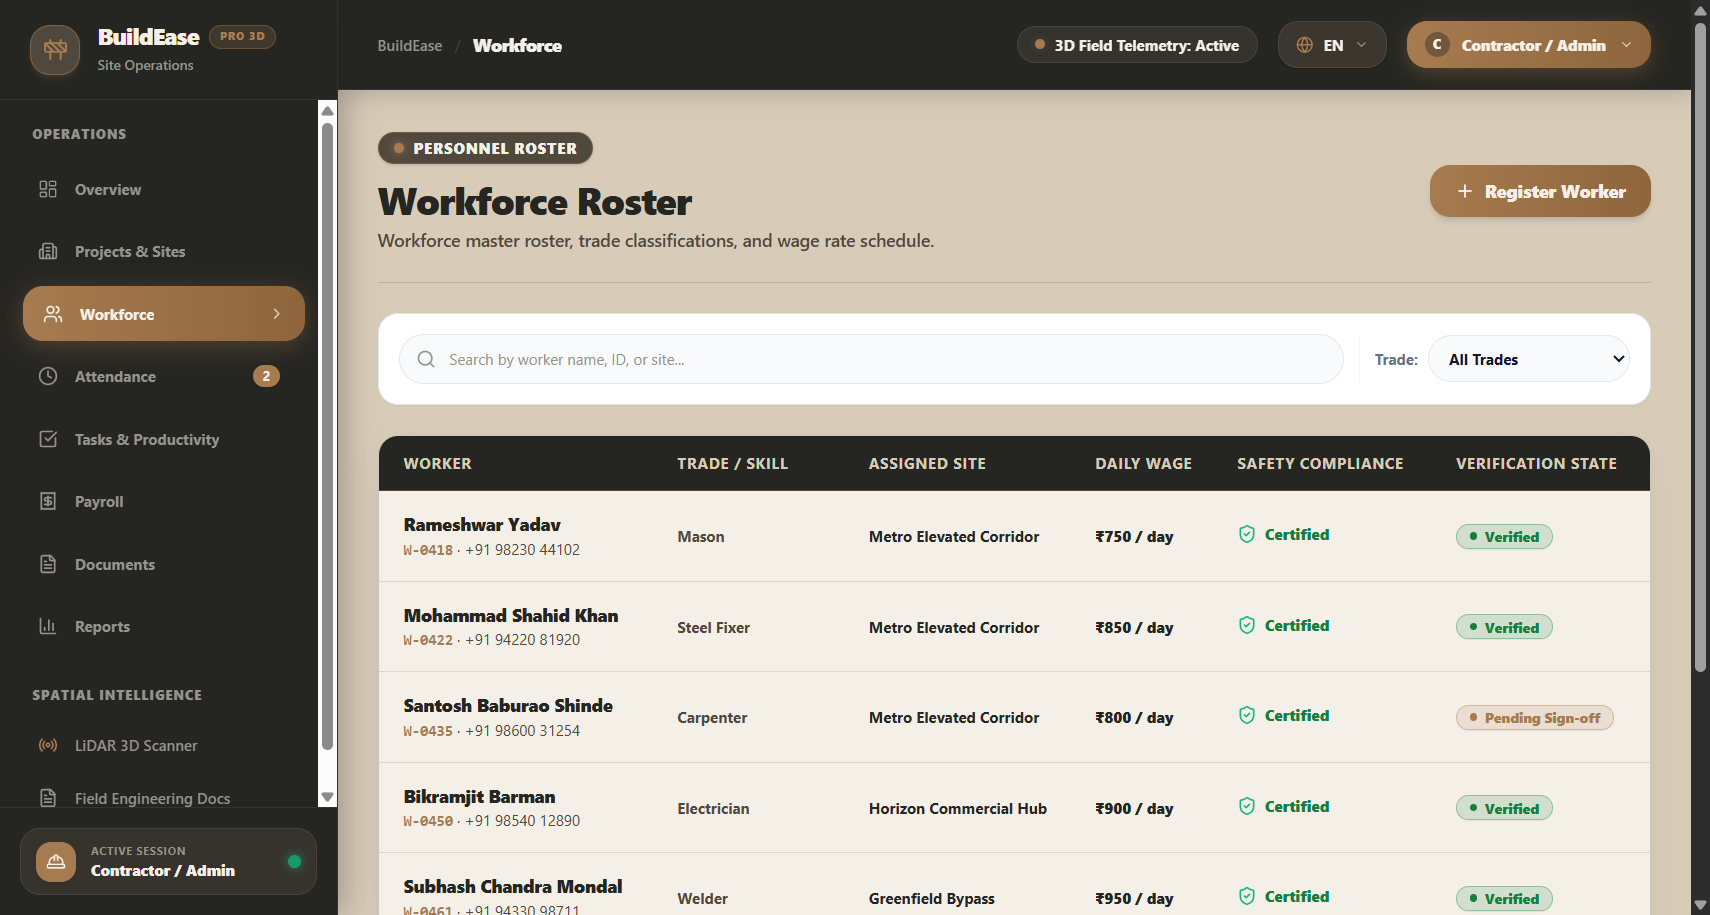 BuildEase PRO 3D
Site Operations
OPERATIONS
Overview
Projects & Sites
Workforce
Attendance 2
Tasks & Productivity
Payroll
Documents
Reports
SPATIAL INTELLIGENCE
LiDAR 3D Scanner
Field Engineering Docs
ACTIVE SESSION
Contractor / Admin
BuildEase / Workforce
3D Field Telemetry: Active
EN
C Contractor / Admin
PERSONNEL ROSTER
Workforce Roster
Workforce master roster, trade classifications, and wage rate schedule.
+ Register Worker
Search by worker name, ID, or site...
Trade: All Trades
WORKER TRADE / SKILL ASSIGNED SITE DAILY WAGE SAFETY COMPLIANCE VERIFICATION STATE
Rameshwar Yadav
W-0418 · +91 98230 44102
Mason Metro Elevated Corridor ₹750 / day Certified Verified
Mohammad Shahid Khan
W-0422 · +91 94220 81920
Steel Fixer Metro Elevated Corridor ₹850 / day Certified Verified
Santosh Baburao Shinde
W-0435 · +91 98600 31254
Carpenter Metro Elevated Corridor ₹800 / day Certified Pending Sign-off
Bikramjit Barman
W-0450 · +91 98540 12890
Electrician Horizon Commercial Hub ₹900 / day Certified Verified
Subhash Chandra Mondal
W-0461 · +91 94330 98711
Welder Greenfield Bypass ₹950 / day Certified Verified